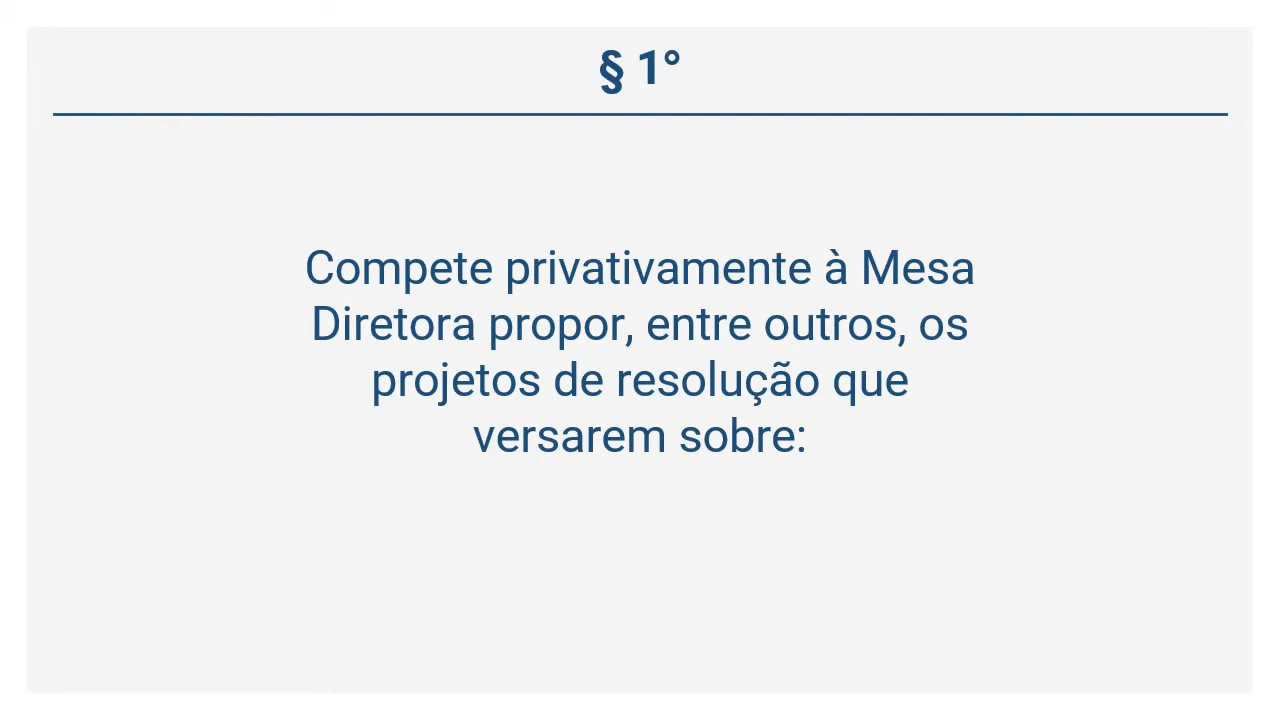 § 1°
Compete privativamente à Mesa
Diretora propor, entre outros, os
projetos de resolução que
versarem sobre: